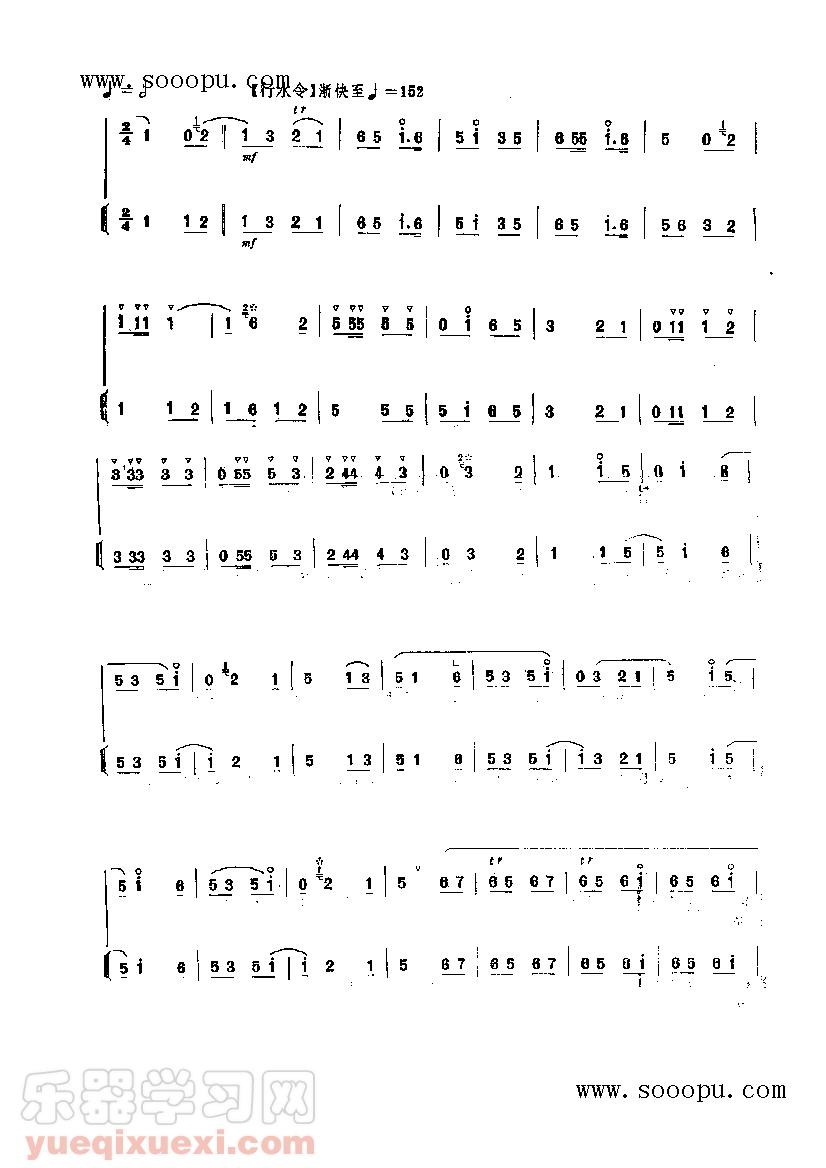 www.sooopu.com
【行水令】渐快至♩=152
tr
2/4 1 0 2 | 1 3 2 1 | 6 5 i. 6 | 5 i 3 5 | 6 55 i. 6 | 5 0 2 |
mf
2/4 1 1 2 | 1 3 2 1 | 6 5 i. 6 | 5 i 3 5 | 6 5 i. 6 | 5 6 3 2 |
mf
1 11 1 | 1 6 2 | 5 55 5 5 | 0 i 6 5 | 3 2 1 | 0 11 1 2 |
1 1 2 | 1 6 1 2 | 5 5 5 | 5 i 6 5 | 3 2 1 | 0 11 1 2 |
3 33 3 3 | 0 55 5 3 | 2 44 4 3 | 0 3 2 | 1 i 5 | 0 i 6 |
3 33 3 3 | 0 55 5 3 | 2 44 4 3 | 0 3 2 | 1 1 5 | 5 i 6 |
5 3 5 i | 0 2 1 | 5 1 3 | 5 1 6 | 5 3 5 i | 0 3 2 1 | 5 i 5 |
5 3 5 i | i 2 1 | 5 1 3 | 5 1 6 | 5 3 5 i | i 3 2 1 | 5 i 5 |
tr tr
5 i 6 | 5 3 5 i | 0 2 1 | 5 6 7 | 6 5 6 7 | 6 5 6 i | 6 5 6 i |
5 i 6 | 5 3 5 i | i 2 1 | 5 6 7 | 6 5 6 7 | 6 5 6 i | 6 5 6 i |
乐器学习网
yueqixuexi.com
www.sooopu.com